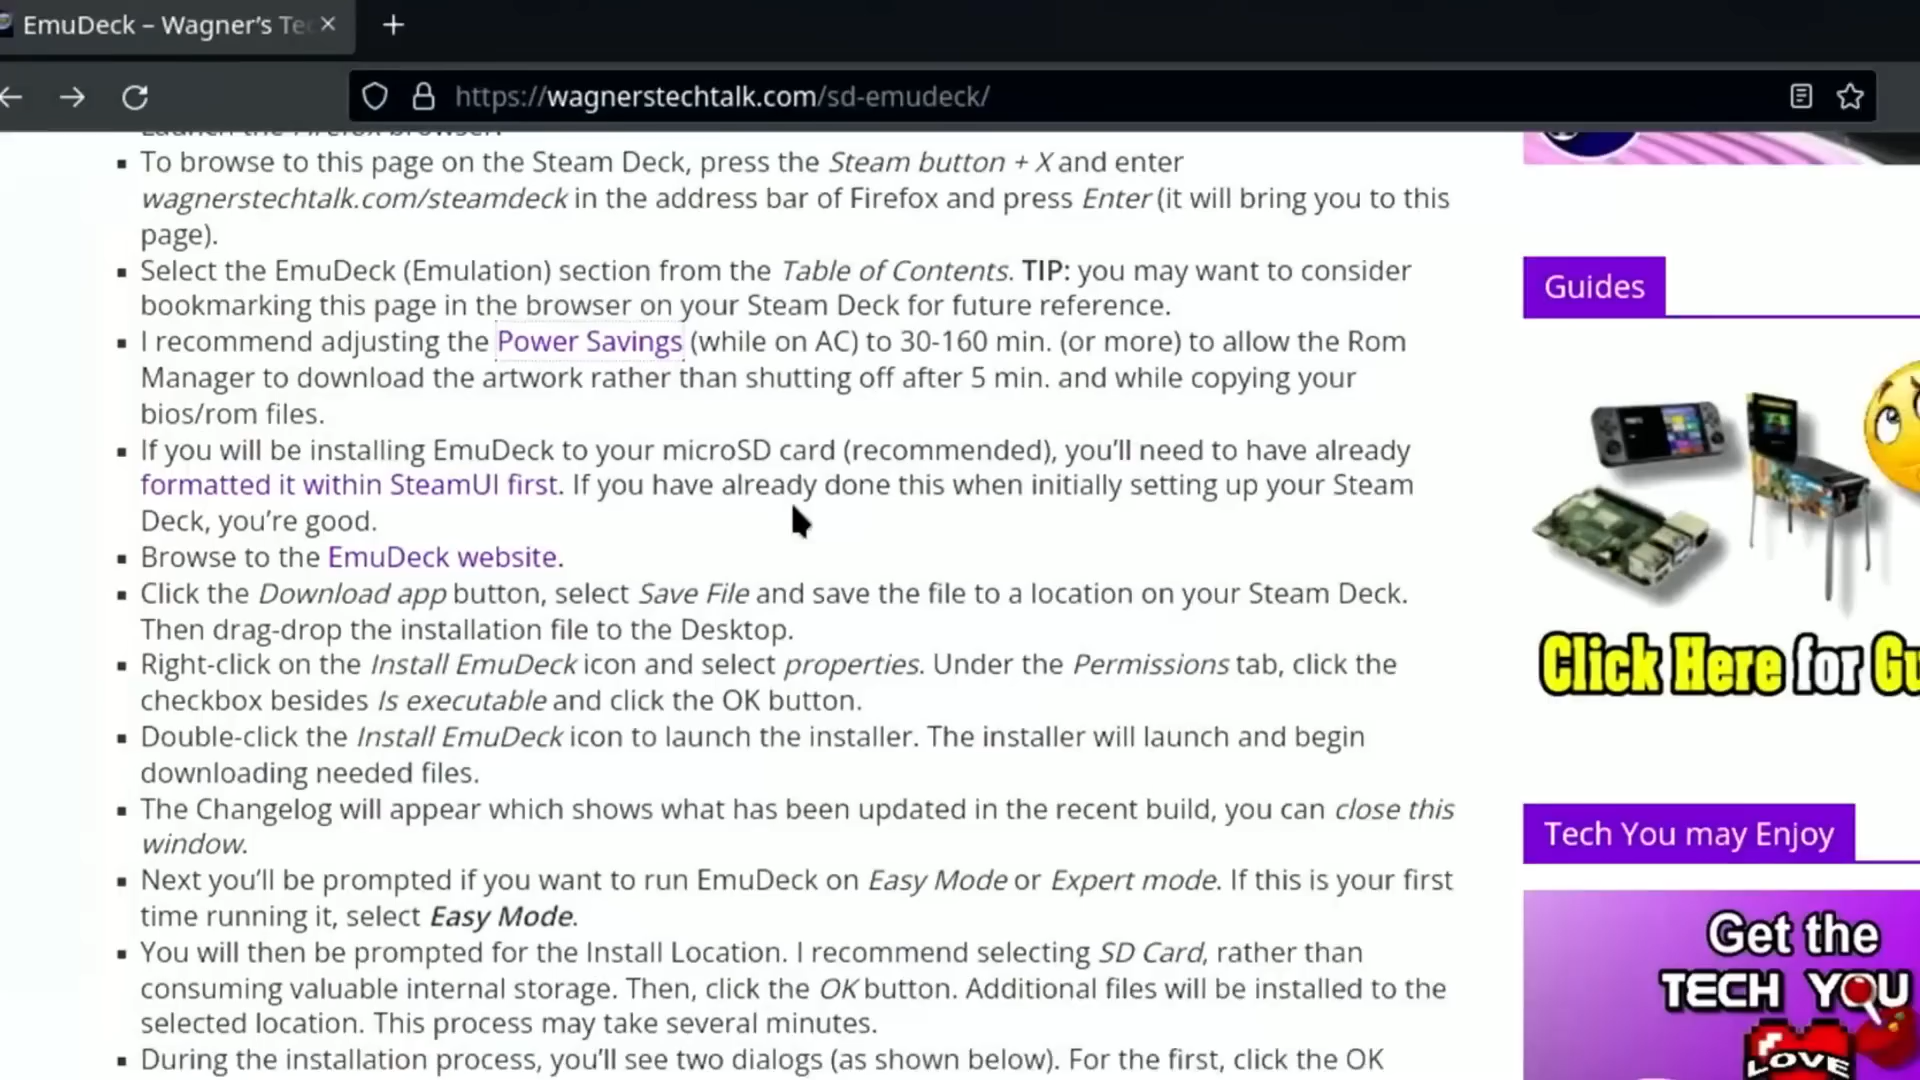 EmuDeck – Wagner's Te
https://wagnerstechtalk.com/sd-emudeck/
Launch the Firefox browser.
To browse to this page on the Steam Deck, press the Steam button + X and enter
wagnerstechtalk.com/steamdeck in the address bar of Firefox and press Enter (it will bring you to this
page).
Select the EmuDeck (Emulation) section from the Table of Contents. TIP: you may want to consider
bookmarking this page in the browser on your Steam Deck for future reference.
I recommend adjusting the Power Savings (while on AC) to 30-160 min. (or more) to allow the Rom
Manager to download the artwork rather than shutting off after 5 min. and while copying your
bios/rom files.
If you will be installing EmuDeck to your microSD card (recommended), you'll need to have already
formatted it within SteamUI first. If you have already done this when initially setting up your Steam
Deck, you're good.
Browse to the EmuDeck website.
Click the Download app button, select Save File and save the file to a location on your Steam Deck.
Then drag-drop the installation file to the Desktop.
Right-click on the Install EmuDeck icon and select properties. Under the Permissions tab, click the
checkbox besides Is executable and click the OK button.
Double-click the Install EmuDeck icon to launch the installer. The installer will launch and begin
downloading needed files.
The Changelog will appear which shows what has been updated in the recent build, you can close this
window.
Next you'll be prompted if you want to run EmuDeck on Easy Mode or Expert mode. If this is your first
time running it, select Easy Mode.
You will then be prompted for the Install Location. I recommend selecting SD Card, rather than
consuming valuable internal storage. Then, click the OK button. Additional files will be installed to the
selected location. This process may take several minutes.
During the installation process, you'll see two dialogs (as shown below). For the first, click the OK
Guides
Click Here for Gu
Tech You may Enjoy
Get the
TECH YOU
LOVE